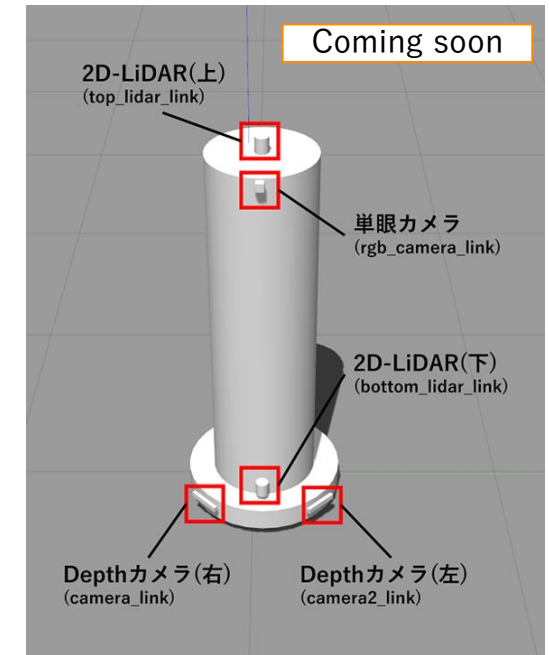 Coming soon
2D-LiDAR(上)
(top_lidar_link)
単眼カメラ
(rgb_camera_link)
2D-LiDAR(下)
(bottom_lidar_link)
Depthカメラ(右)
(camera_link)
Depthカメラ(左)
(camera2_link)